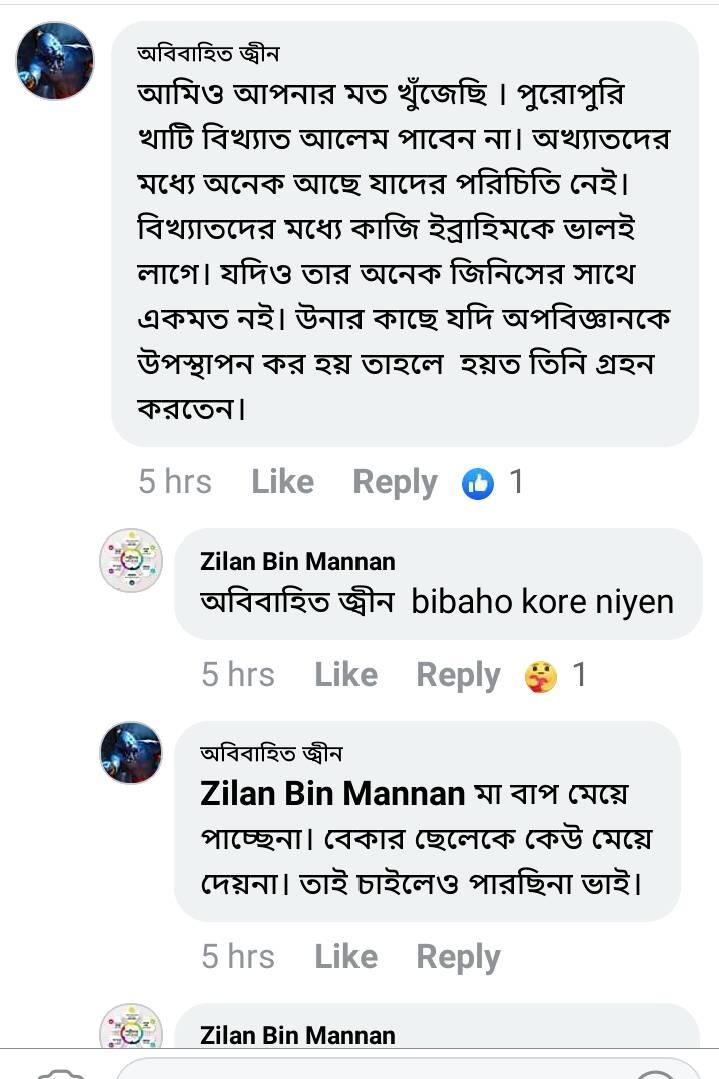 অবিবাহিত জ্বীন
আমিও আপনার মত খুঁজেছি । পুরোপুরি
খাটি বিখ্যাত আলেম পাবেন না। অখ্যাতদের
মধ্যে অনেক আছে যাদের পরিচিতি নেই।
বিখ্যাতদের মধ্যে কাজি ইব্রাহিমকে ভালই
লাগে। যদিও তার অনেক জিনিসের সাথে
একমত নই। উনার কাছে যদি অপবিজ্ঞানকে
উপস্থাপন কর হয় তাহলে হয়ত তিনি গ্রহন
করতেন।
5 hrs Like Reply 1
Zilan Bin Mannan
অবিবাহিত জ্বীন bibaho kore niyen
5 hrs Like Reply 1
অবিবাহিত জ্বীন
Zilan Bin Mannan মা বাপ মেয়ে
পাচ্ছেনা। বেকার ছেলেকে কেউ মেয়ে
দেয়না। তাই চাইলেও পারছিনা ভাই।
5 hrs Like Reply
Zilan Bin Mannan